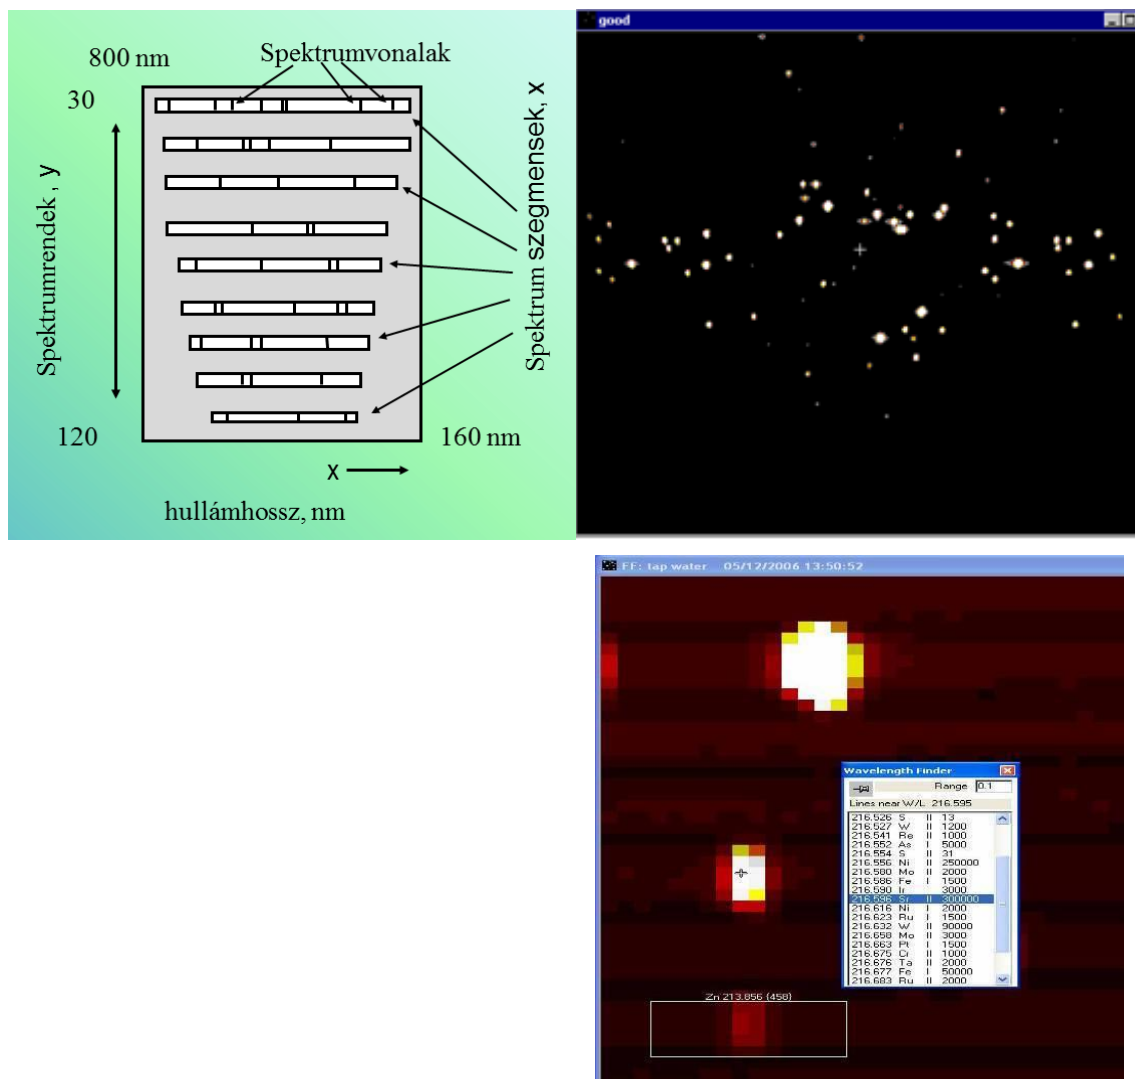 800 nm
Spektrumvonalak
30
Spektrumrendek , y
Spektrum szegmensek, x
120
160 nm
x
hullámhossz, nm
good
FF: tap water 05/12/2006 13:50:52
Wavelength Finder
Range 0.1
Lines near W/L 216.595
216.526 S II 13
216.527 W II 1200
216.541 Re II 1000
216.552 As I 5000
216.554 S II 31
216.556 Ni II 250000
216.580 Mo II 2000
216.586 Fe I 1500
216.590 Ir 3000
216.596 Sr II 300000
216.616 Ni I 2000
216.623 Ru I 1500
216.632 W II 90000
216.658 Mo II 3000
216.663 Pt I 1500
216.675 Cr II 1000
216.676 Ta II 2000
216.677 Fe I 50000
216.683 Ru II 2000
Zn 213.856 (458)